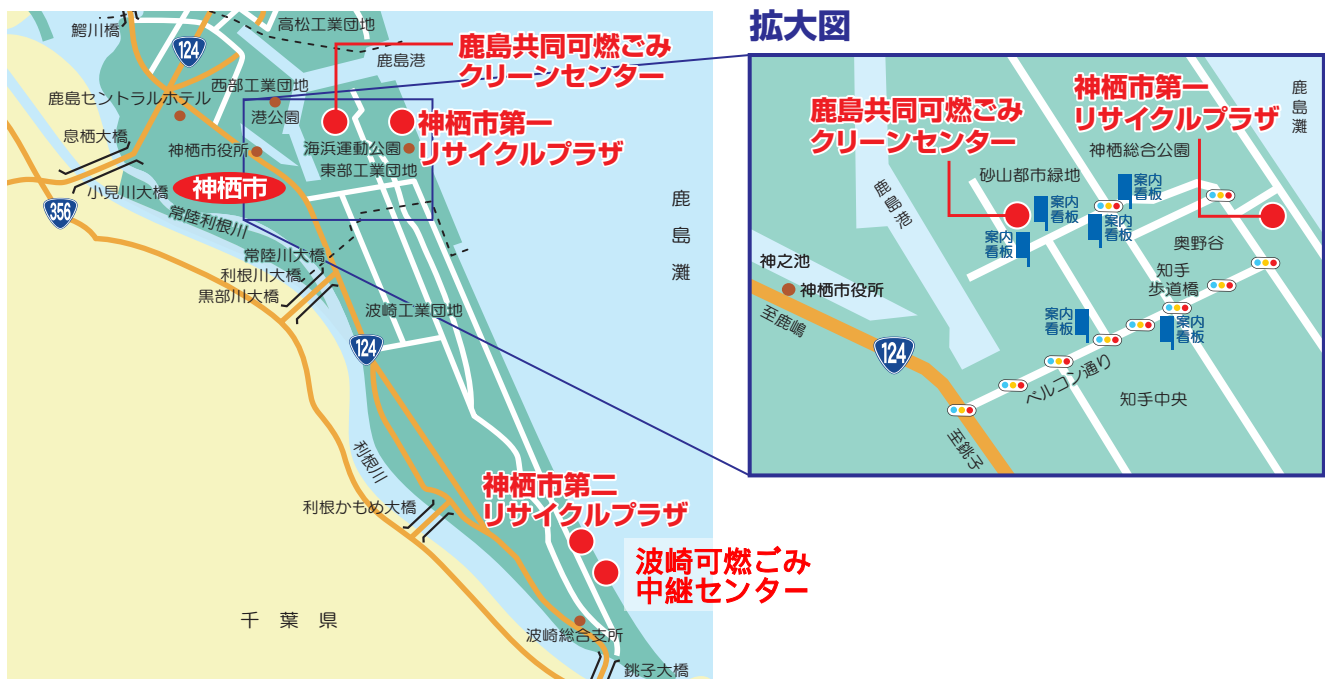 高松工業団地
鰐川橋
124
鹿島港
鹿島共同可燃ごみ
クリーンセンター
西部工業団地
鹿島セントラルホテル
港公園
神栖市第一
リサイクルプラザ
息栖大橋
神栖市役所
海浜運動公園
東部工業団地
神栖市
小見川大橋
356
常陸利根川
鹿島灘
常陸川大橋
利根川大橋
黒部川大橋
波崎工業団地
124
利根川
利根かもめ大橋
神栖市第二
リサイクルプラザ
波崎可燃ごみ
中継センター
千葉県
波崎総合支所
銚子大橋
拡大図
鹿島共同可燃ごみ
クリーンセンター
神栖市第一
リサイクルプラザ
鹿島灘
神栖総合公園
砂山都市緑地
案内
看板
案内
看板
案内
看板
案内
看板
鹿島港
奥野谷
神之池
神栖市役所
知手
歩道橋
至鹿嶋
案内
看板
案内
看板
124
ベルコン通り
知手中央
至銚子